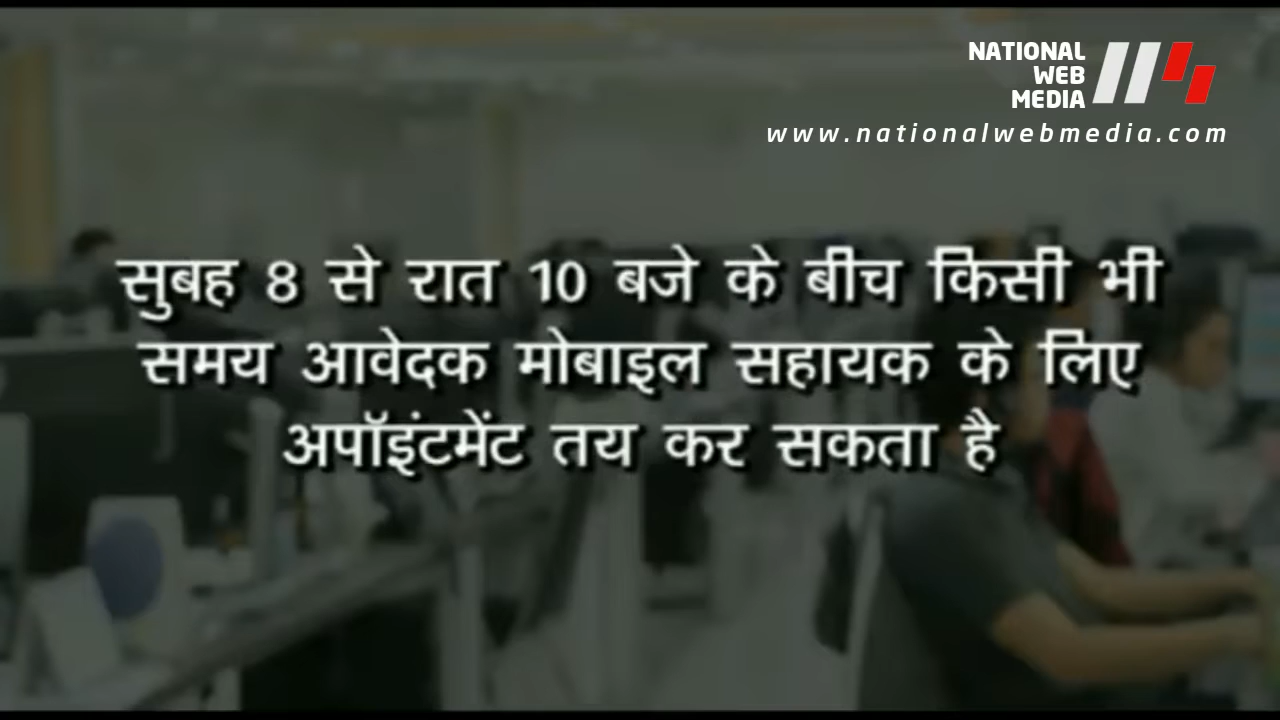 NATIONAL
WEB
MEDIA
www.nationalwebmedia.com
सुबह 8 से रात 10 बजे के बीच किसी भी
समय आवेदक मोबाइल सहायक के लिए
अपॉइंटमेंट तय कर सकता है